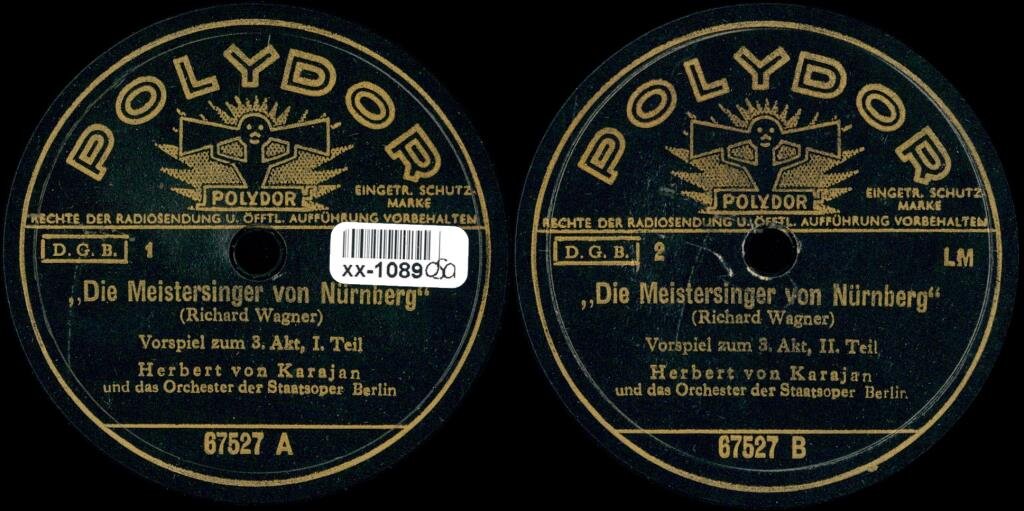 POLYDOR
POLYDOR
EINGETR. SCHUTZ-
MARKE
RECHTE DER RADIOSENDUNG U. ÖFFTL. AUFFÜHRUNG VORBEHALTEN
D.G.B. 1
xx-1089
„Die Meistersinger von Nürnberg“
(Richard Wagner)
Vorspiel zum 3. Akt, I. Teil
Herbert von Karajan
und das Orchester der Staatsoper Berlin
67527 A
POLYDOR
POLYDOR
EINGETR. SCHUTZ-
MARKE
RECHTE DER RADIOSENDUNG U. ÖFFTL. AUFFÜHRUNG VORBEHALTEN
D.G.B. 2 LM
„Die Meistersinger von Nürnberg“
(Richard Wagner)
Vorspiel zum 3. Akt, II. Teil
Herbert von Karajan
und das Orchester der Staatsoper Berlin.
67527 B